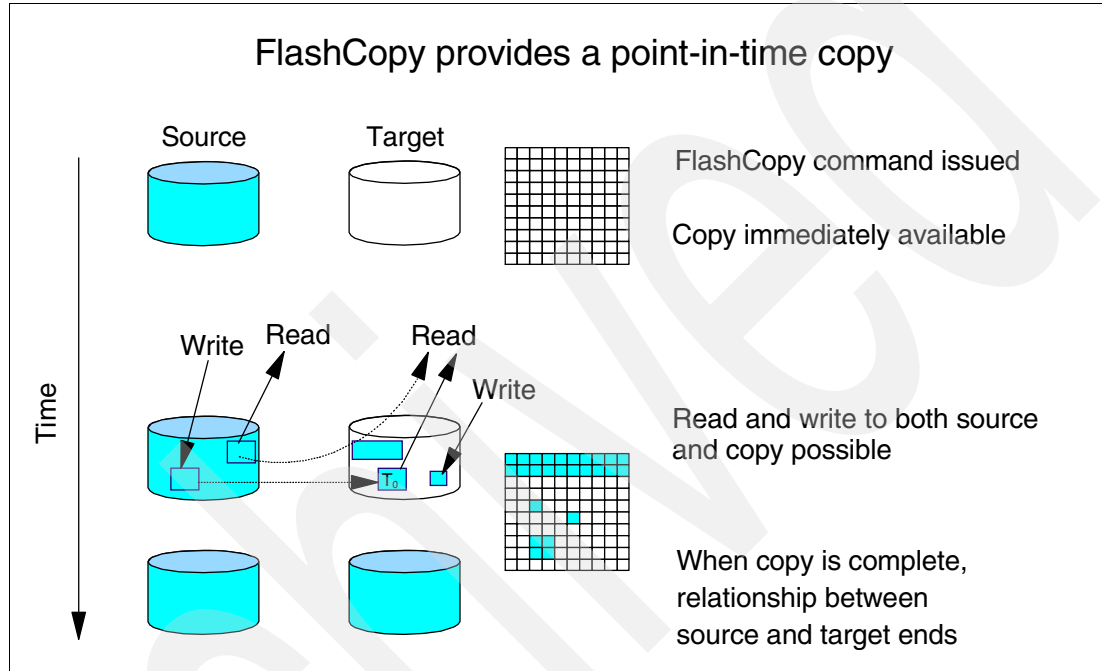 FlashCopy provides a point-in-time copy
Source
Target
FlashCopy command issued
Copy immediately available
Time
Write
Read
Read
Write
T0
Read and write to both source
and copy possible
When copy is complete,
relationship between
source and target ends